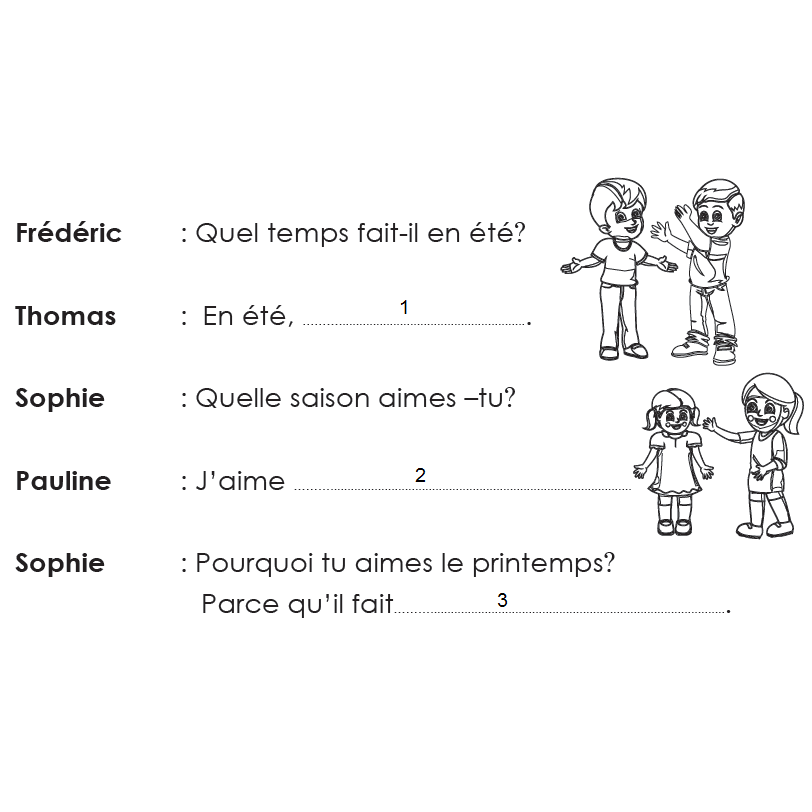 Frédéric : Quel temps fait-il en été?
Thomas : En été, ..........1.......... .
Sophie : Quelle saison aimes –tu?
Pauline : J'aime ..........2..........
Sophie : Pourquoi tu aimes le printemps?
Parce qu'il fait..........3.......... .